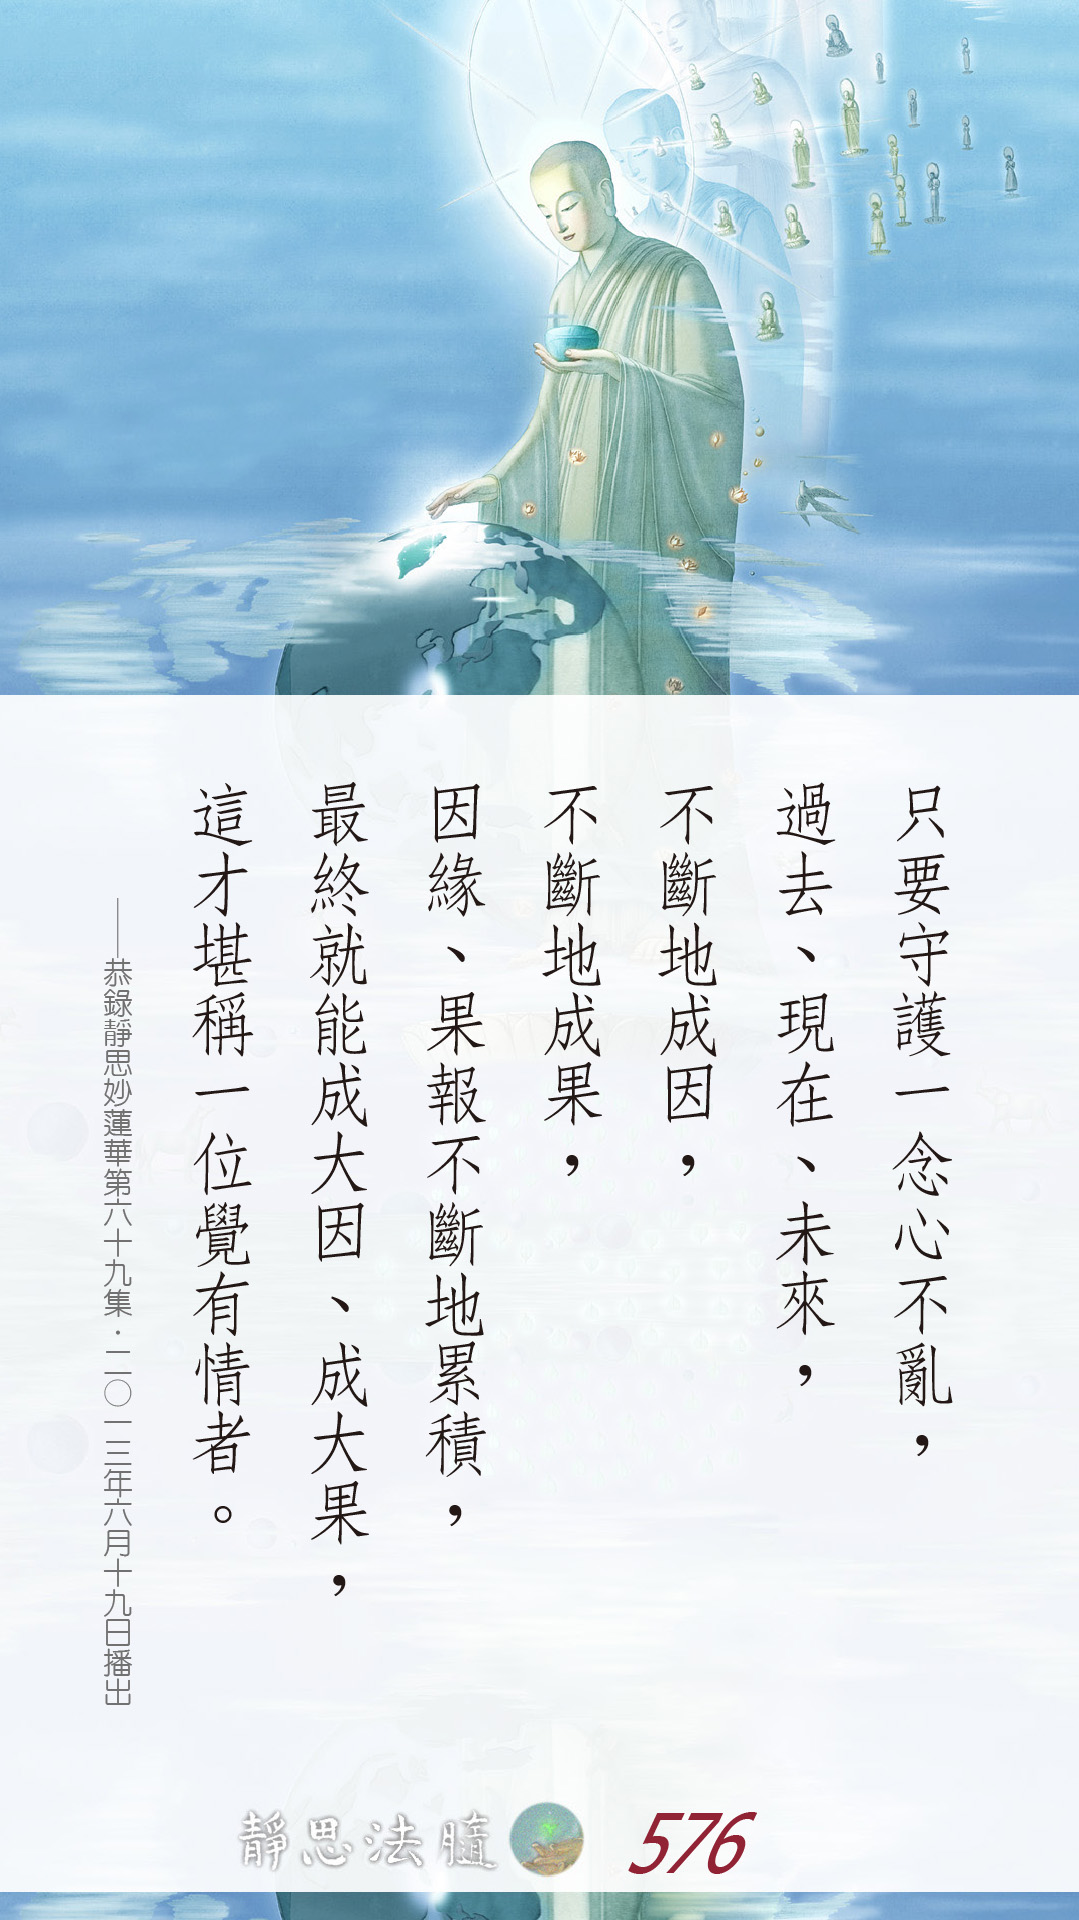 只要守護一念心不亂，
過去、現在、未來，
不斷地成因，
不斷地成果，
因緣、果報不斷地累積，
最終就能成大因、成大果，
這才堪稱一位覺有情者。
——恭錄靜思妙蓮華第六十九集．二〇一三年六月十九日播出
靜思法髓
576